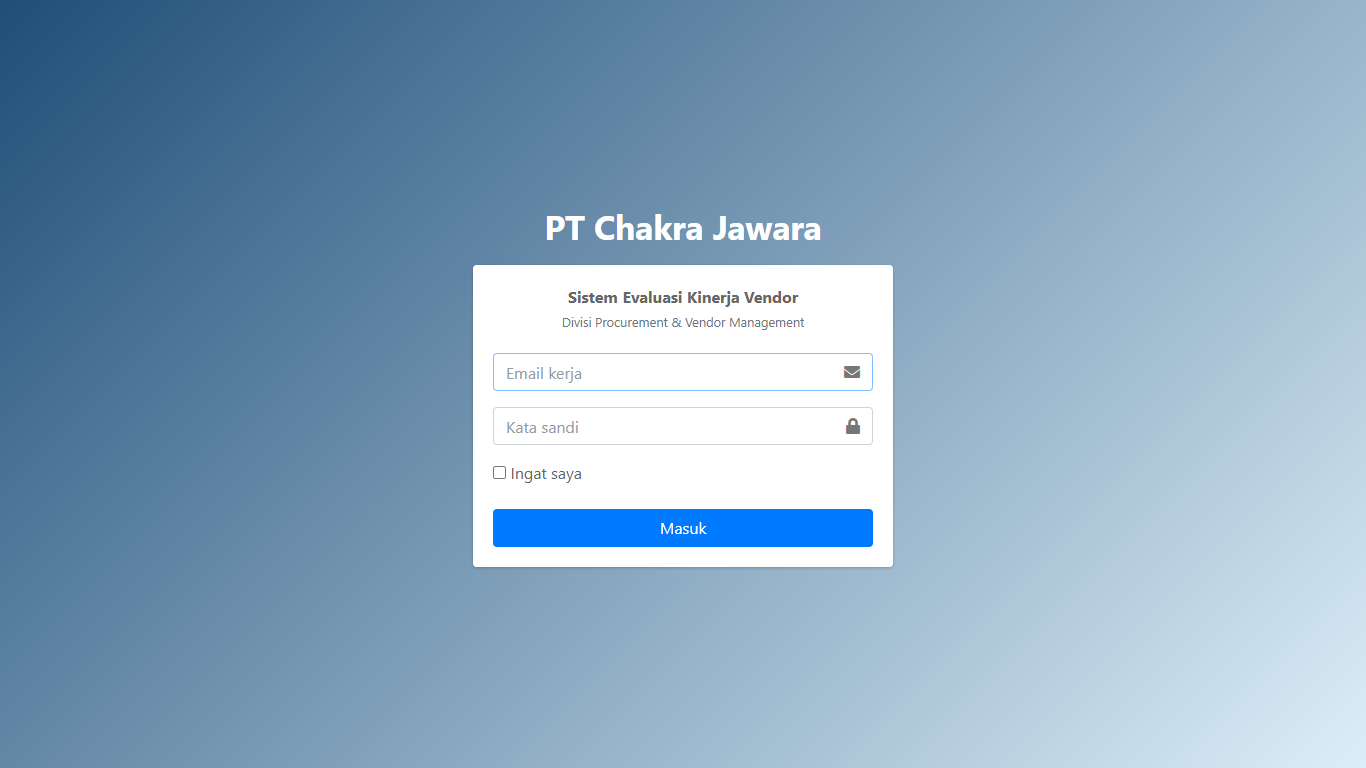 PT Chakra Jawara
Sistem Evaluasi Kinerja Vendor
Divisi Procurement & Vendor Management
Email kerja
Kata sandi
Ingat saya
Masuk